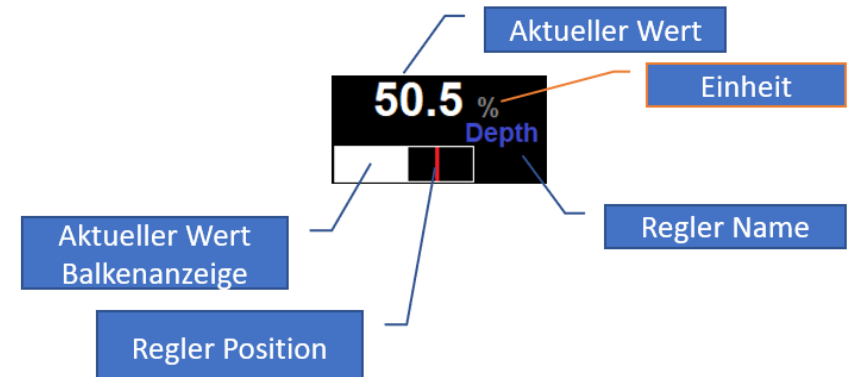 Aktueller Wert
50.5 %
Einheit
Depth
Regler Name
Aktueller Wert
Balkenanzeige
Regler Position